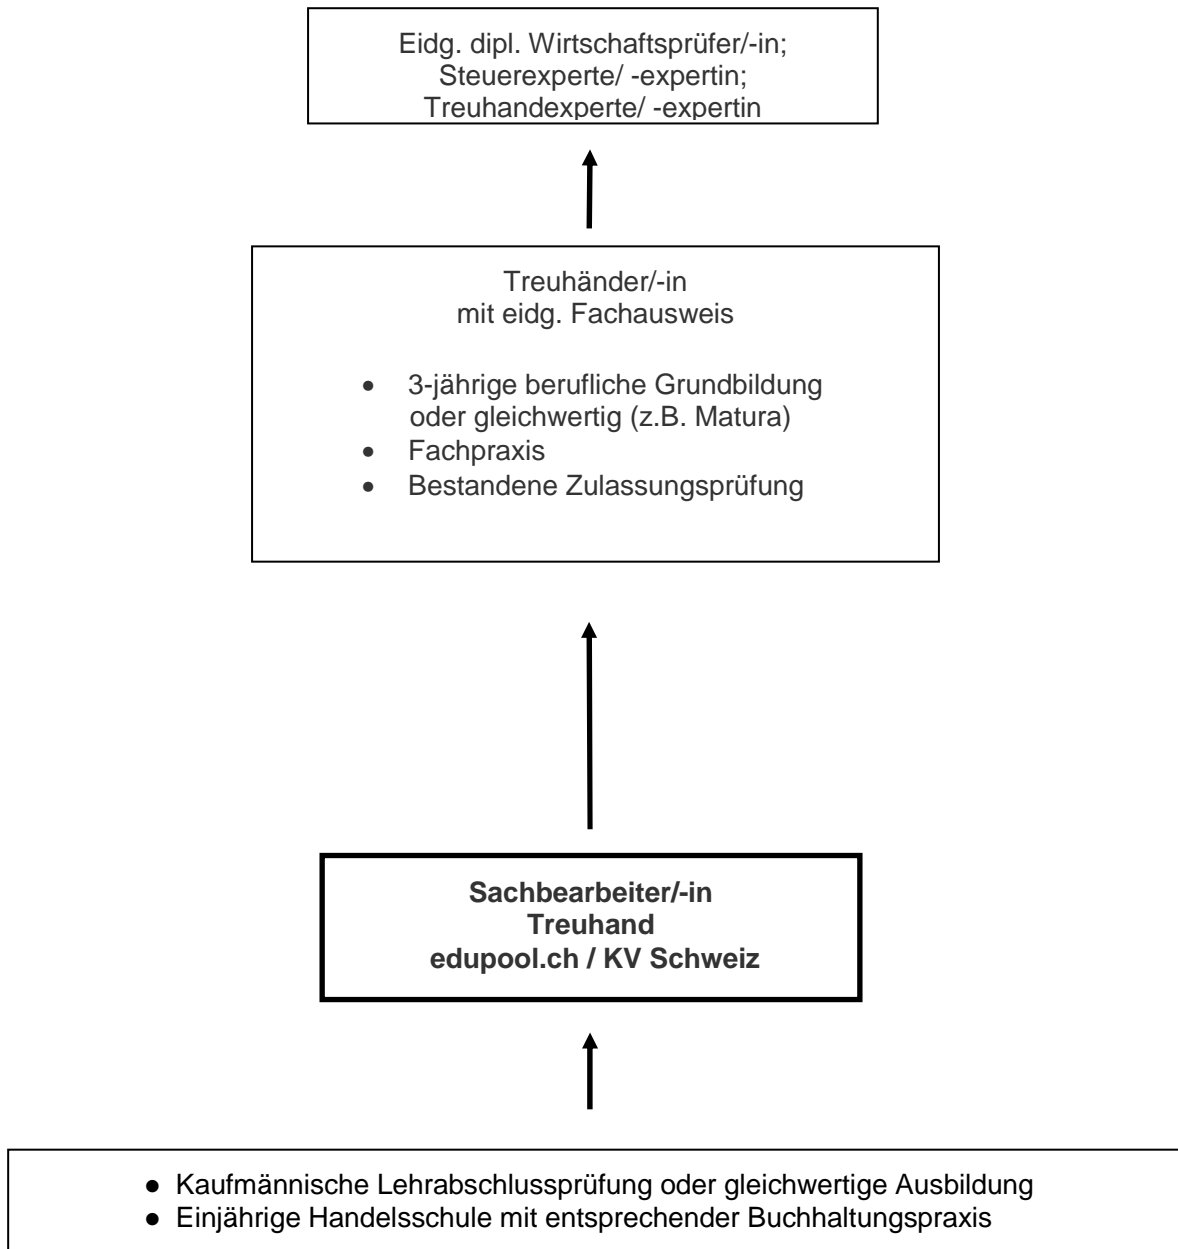 Eidg. dipl. Wirtschaftsprüfer/-in;
Steuerexperte/ -expertin;
Treuhandexperte/ -expertin
Treuhänder/-in
mit eidg. Fachausweis
• 3-jährige berufliche Grundbildung
oder gleichwertig (z.B. Matura)
• Fachpraxis
• Bestandene Zulassungsprüfung
Sachbearbeiter/-in
Treuhand
edupool.ch / KV Schweiz
● Kaufmännische Lehrabschlussprüfung oder gleichwertige Ausbildung
● Einjährige Handelsschule mit entsprechender Buchhaltungspraxis